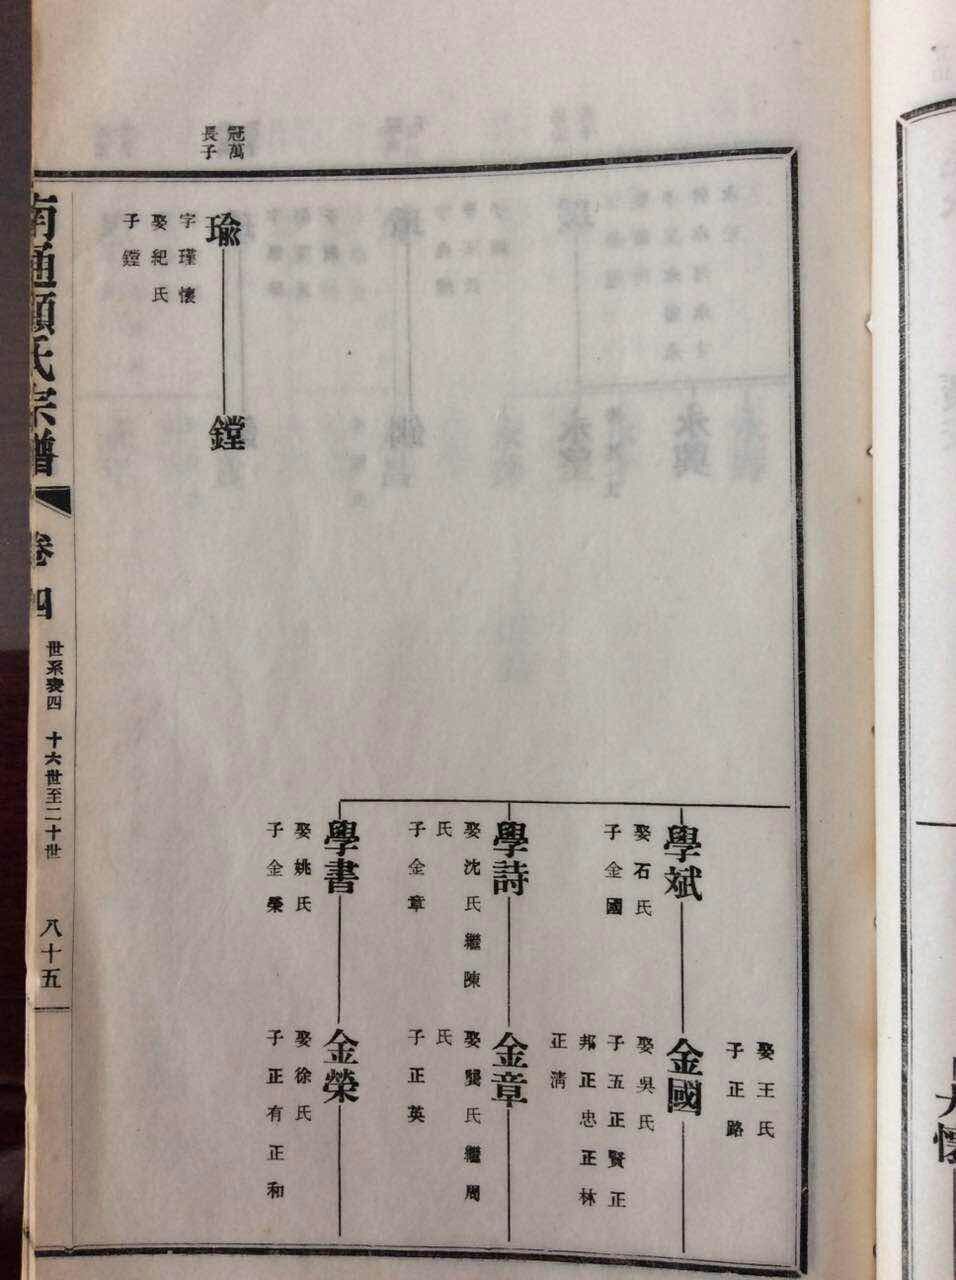 冠萬
長子
瑜
字瑾懷
娶紀氏
子鏜
鏜
娶王氏
子正路
學斌
娶石氏
子金國
金國
娶吳氏
子五正賢正
邦正忠正林
正淸
學詩
娶沈氏繼陳
氏
子金章
金章
娶龔氏繼周
氏
子正英
學書
娶姚氏
子金榮
金榮
娶徐氏
子正有正和
南通顧氏宗譜
卷四
世系表四 十六世至二十世
八十五
懷